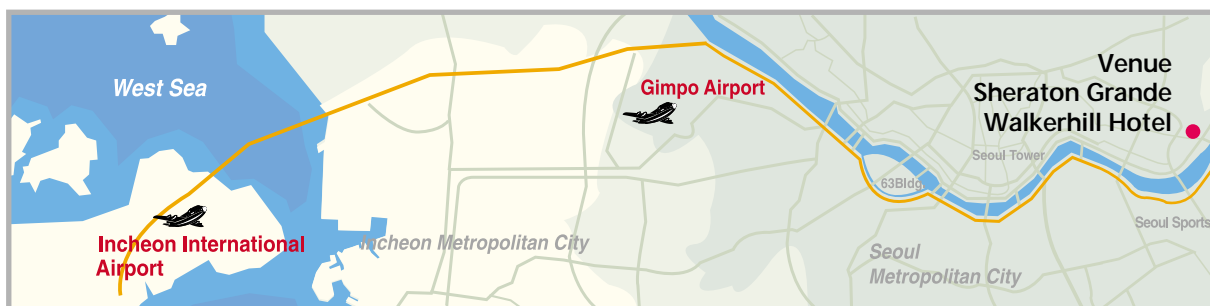 West Sea
Gimpo Airport
Venue
Sheraton Grande
Walkerhill Hotel
Seoul Tower
63Bldg.
Seoul Sports
Incheon International
Airport
Incheon Metropolitan City
Seoul
Metropolitan City